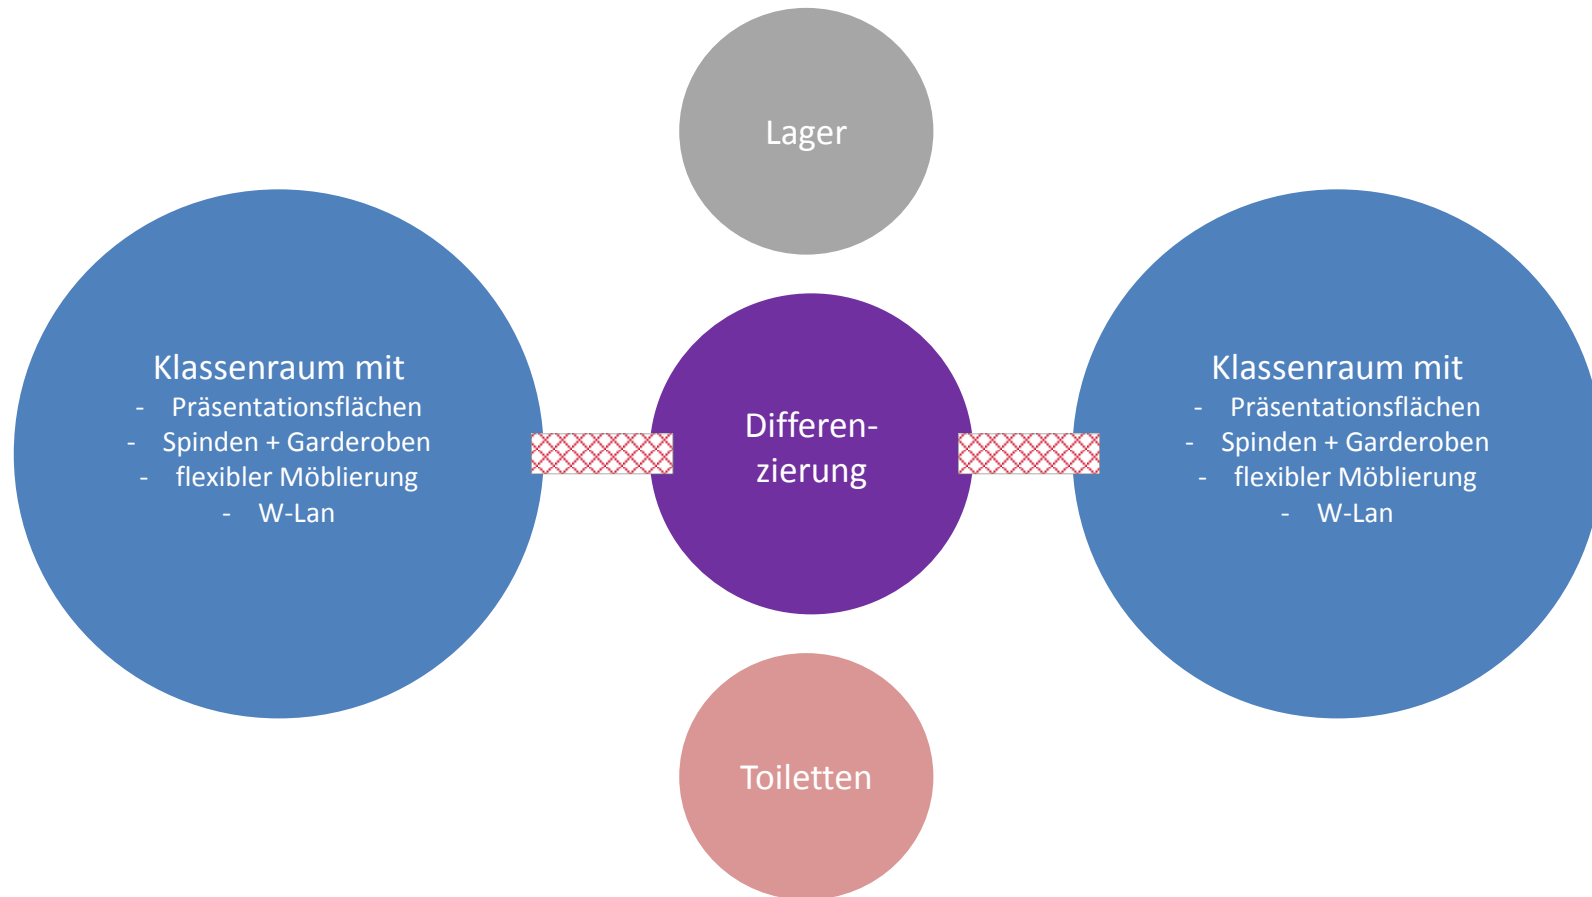 Lager
Klassenraum mit
- Präsentationsflächen
- Spinden + Garderoben
- flexibler Möblierung
- W-Lan
Differen-
zierung
Klassenraum mit
- Präsentationsflächen
- Spinden + Garderoben
- flexibler Möblierung
- W-Lan
Toiletten